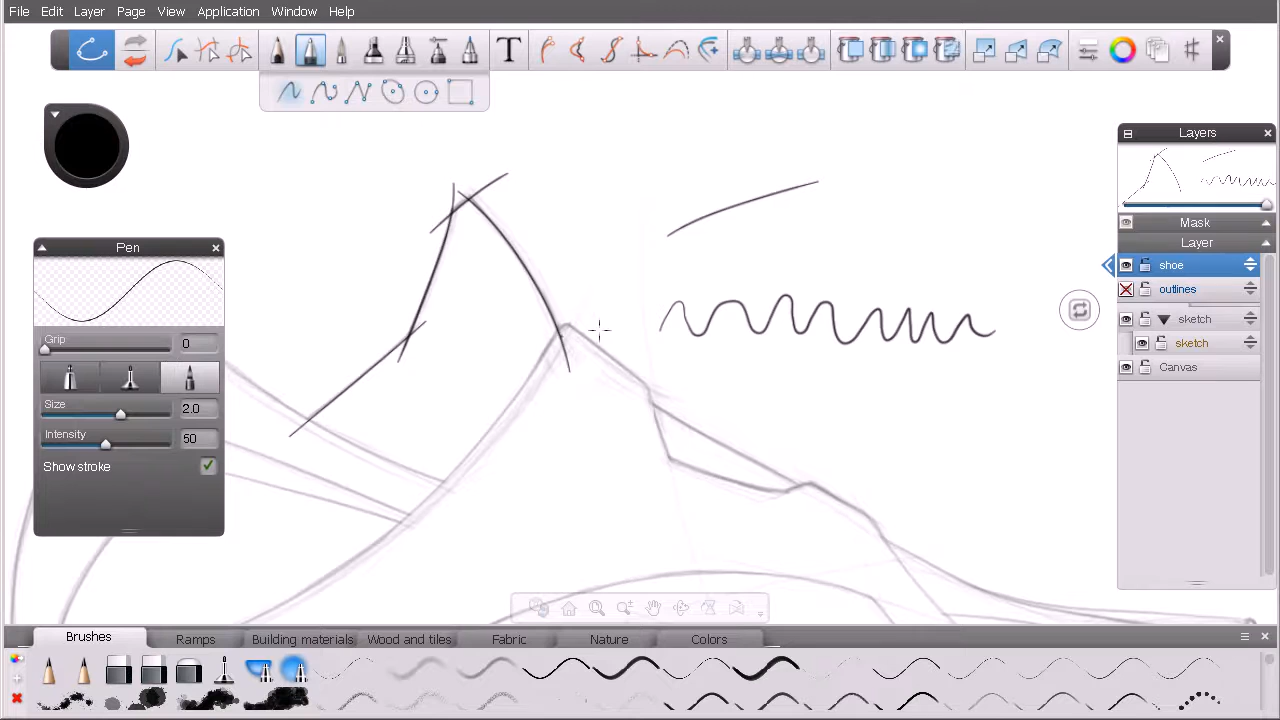 File Edit Layer Page View Application Window Help
T
Layers
Mask
Layer
shoe
outlines
sketch
sketch
Canvas
Pen
Grip 0
Size 2.0
Intensity 50
Show stroke
Brushes Ramps Building materials Wood and tiles Fabric Nature Colors